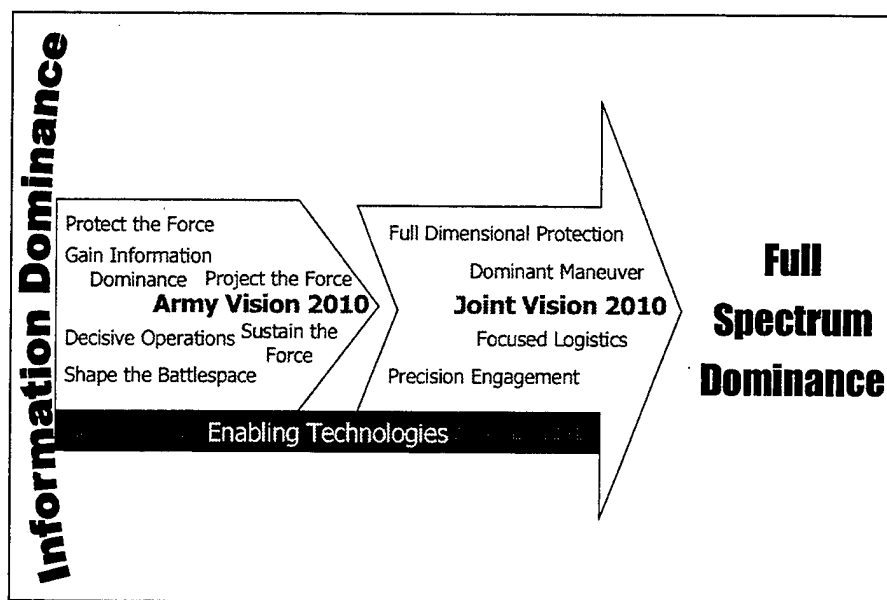 Information Dominance
Protect the Force
Gain Information
Dominance
Project the Force
Army Vision 2010
Decisive Operations
Sustain the
Force
Shape the Battlespace
Full Dimensional Protection
Dominant Maneuver
Joint Vision 2010
Focused Logistics
Precision Engagement
Enabling Technologies
Full
Spectrum
Dominance